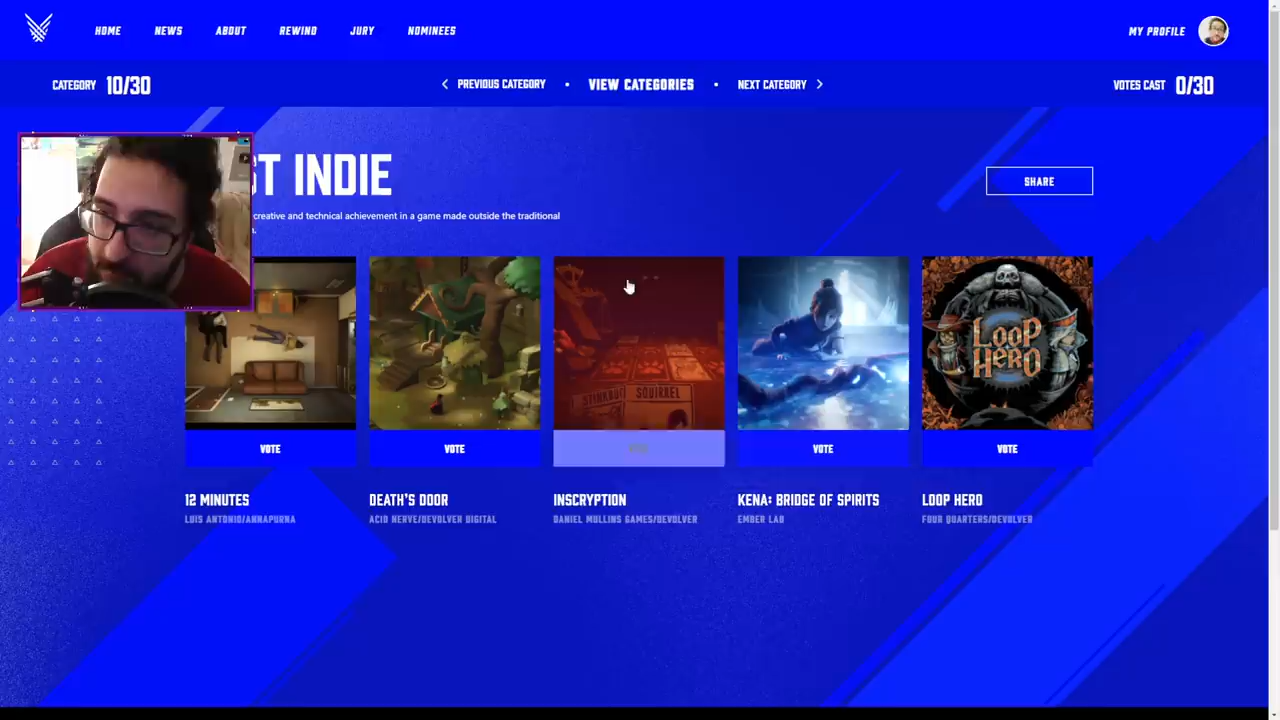 HOME
NEWS
ABOUT
REWIND
JURY
NOMINEES
MY PROFILE
CATEGORY 10/30
PREVIOUS CATEGORY
VIEW CATEGORIES
NEXT CATEGORY
VOTES CAST 0/30
ST INDIE
SHARE
creative and technical achievement in a game made outside the traditional
STINKBUG
SQUIRREL
LOOP
HERO
VOTE
VOTE
VOTE
VOTE
VOTE
12 MINUTES
LUIS ANTONIO/ANNAPURNA
DEATH'S DOOR
ACID NERVE/DEVOLVER DIGITAL
INSCRYPTION
DANIEL MULLINS GAMES/DEVOLVER
KENA: BRIDGE OF SPIRITS
EMBER LAB
LOOP HERO
FOUR QUARTERS/DEVOLVER